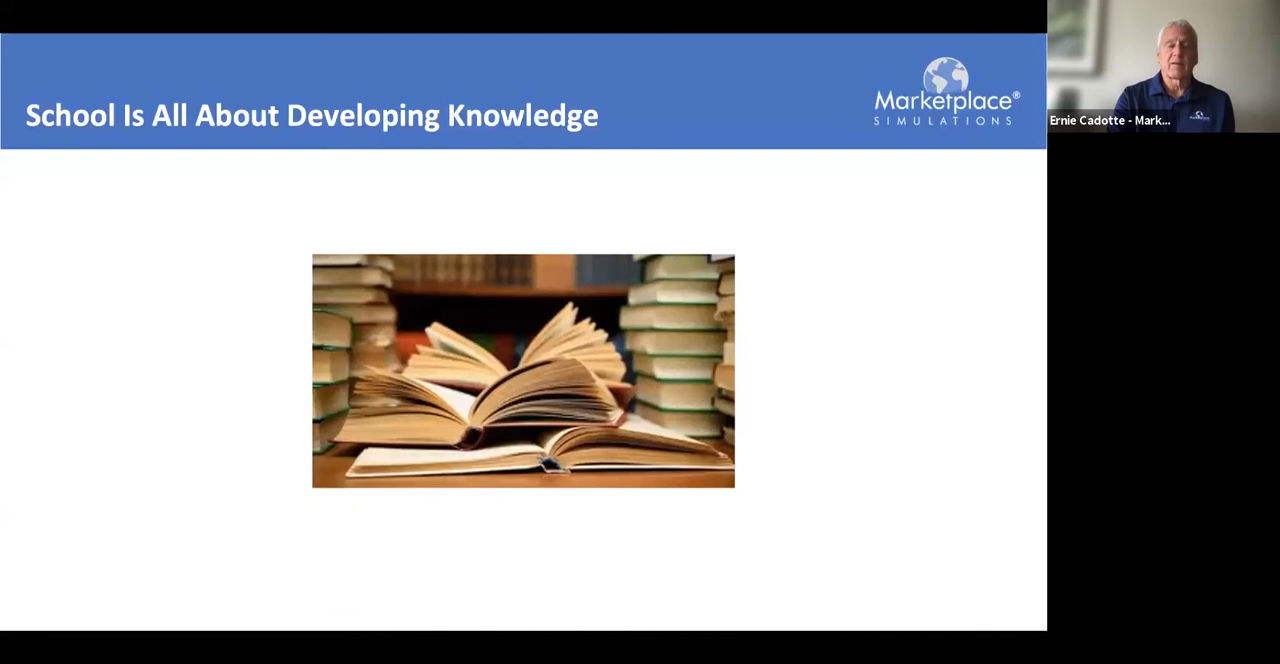 School Is All About Developing Knowledge
Marketplace®
SIMULATIONS
Ernie Cadotte - Mark...